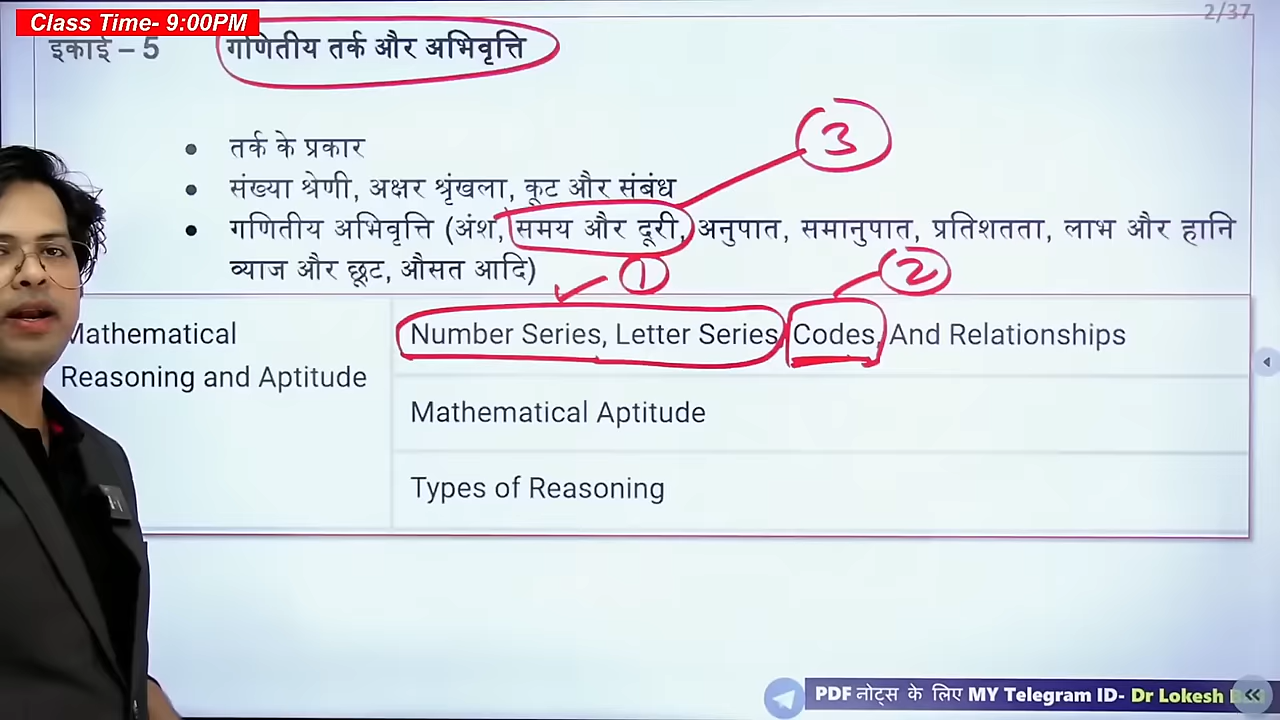 Class Time- 9:00PM
2/37
इकाई – 5 गणितीय तर्क और अभिवृत्ति
3
• तर्क के प्रकार
• संख्या श्रेणी, अक्षर श्रृंखला, कूट और संबंध
• गणितीय अभिवृत्ति (अंश, समय और दूरी, अनुपात, समानुपात, प्रतिशतता, लाभ और हानि
व्याज और छूट, औसत आदि)
1 2
Mathematical
Reasoning and Aptitude
Number Series, Letter Series, Codes, And Relationships
Mathematical Aptitude
Types of Reasoning
PDF नोट्स के लिए MY Telegram ID- Dr Lokesh